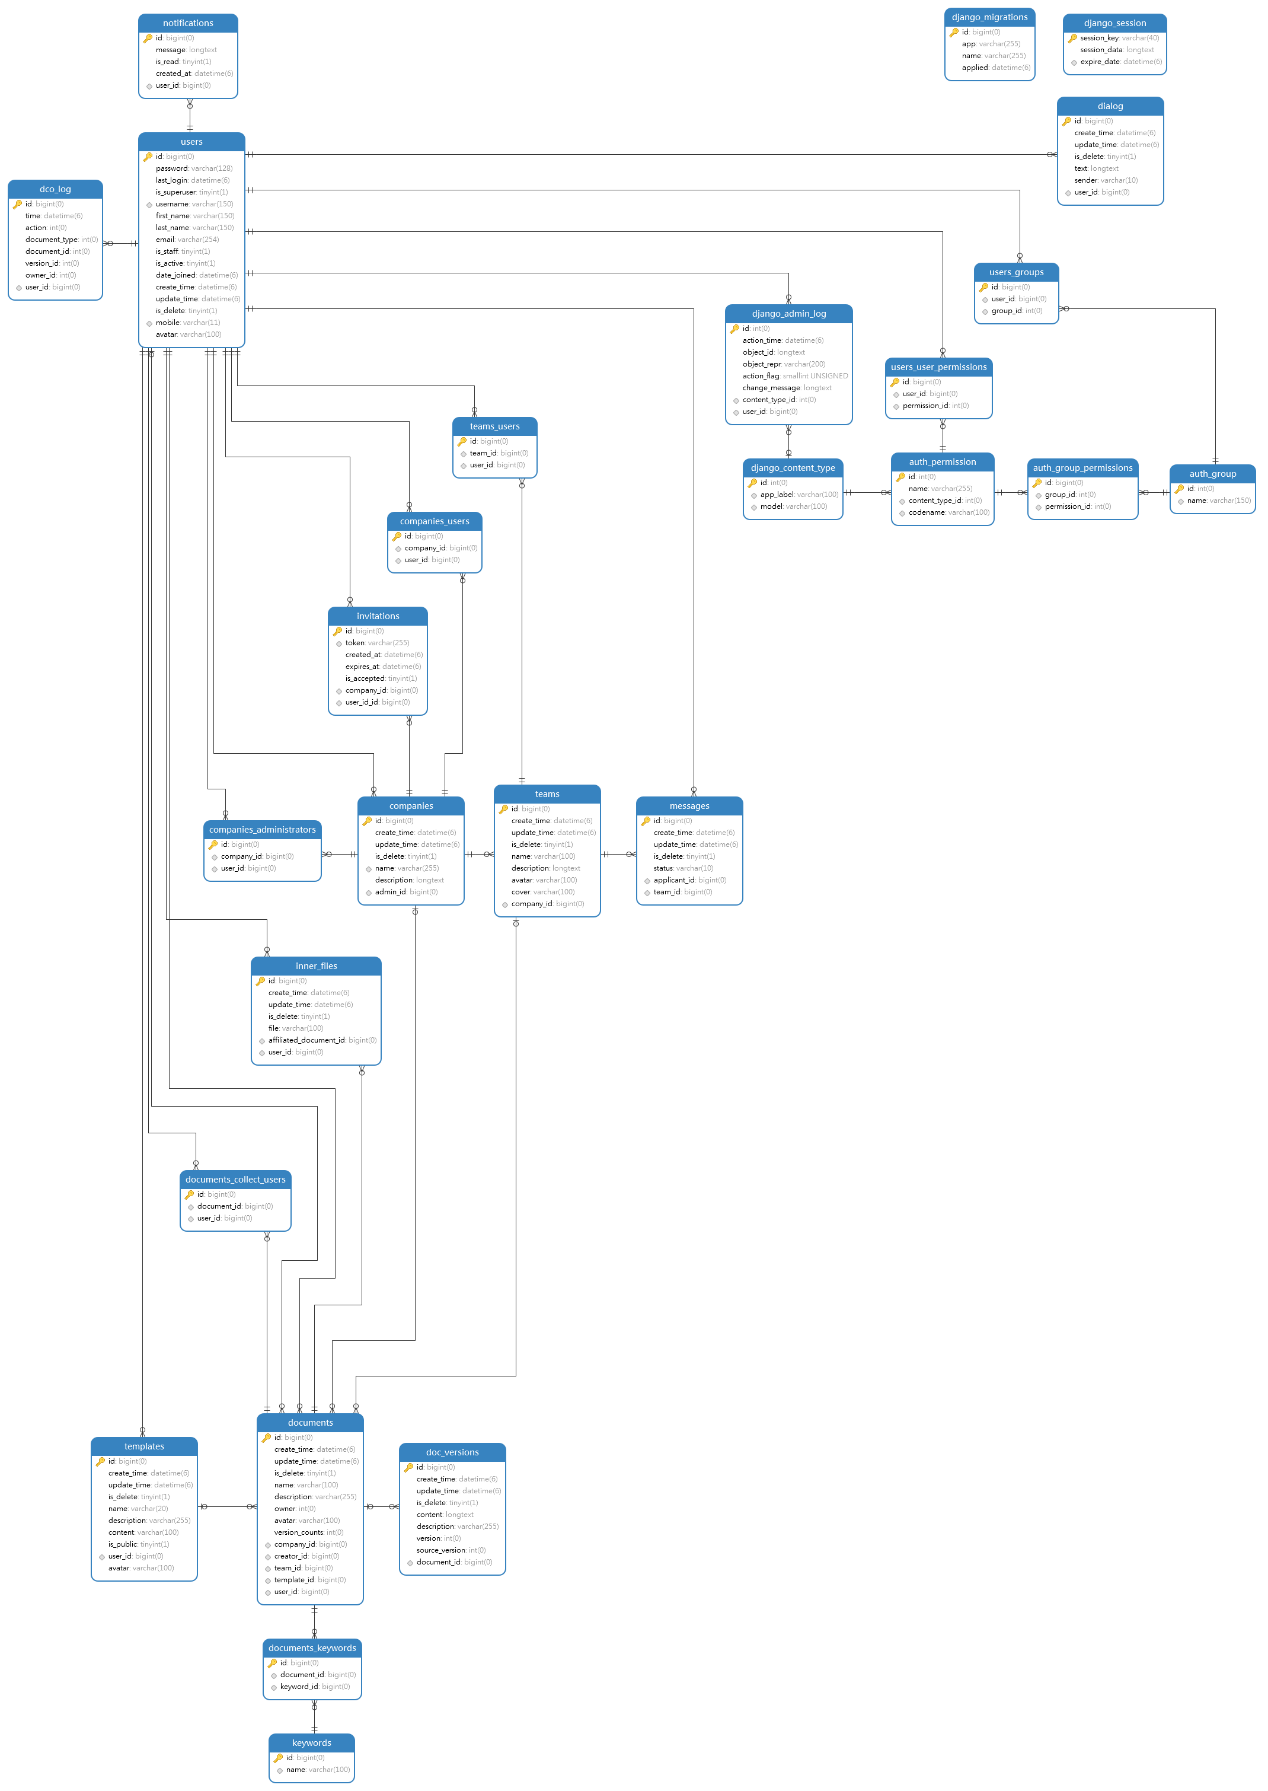 notifications
id: bigint(0)
message: longtext
is_read: tinyint(1)
created_at: datetime(6)
user_id: bigint(0)
django_migrations
id: bigint(0)
app: varchar(255)
name: varchar(255)
applied: datetime(6)
django_session
session_key: varchar(40)
session_data: longtext
expire_date: datetime(6)
dialog
id: bigint(0)
create_time: datetime(6)
update_time: datetime(6)
is_delete: tinyint(1)
text: longtext
sender: varchar(10)
user_id: bigint(0)
users
id: bigint(0)
password: varchar(128)
last_login: datetime(6)
is_superuser: tinyint(1)
username: varchar(150)
first_name: varchar(150)
last_name: varchar(150)
email: varchar(254)
is_staff: tinyint(1)
is_active: tinyint(1)
date_joined: datetime(6)
create_time: datetime(6)
update_time: datetime(6)
is_delete: tinyint(1)
mobile: varchar(11)
avatar: varchar(100)
dco_log
id: bigint(0)
time: datetime(6)
action: int(0)
document_type: int(0)
document_id: int(0)
version_id: int(0)
owner_id: int(0)
user_id: bigint(0)
users_groups
id: bigint(0)
user_id: bigint(0)
group_id: int(0)
django_admin_log
id: int(0)
action_time: datetime(6)
object_id: longtext
object_repr: varchar(200)
action_flag: smallint UNSIGNED
change_message: longtext
content_type_id: int(0)
user_id: bigint(0)
users_user_permissions
id: bigint(0)
user_id: bigint(0)
permission_id: int(0)
teams_users
id: bigint(0)
team_id: bigint(0)
user_id: bigint(0)
django_content_type
id: int(0)
app_label: varchar(100)
model: varchar(100)
auth_permission
id: int(0)
name: varchar(255)
content_type_id: int(0)
codename: varchar(100)
auth_group_permissions
id: bigint(0)
group_id: int(0)
permission_id: int(0)
auth_group
id: int(0)
name: varchar(150)
companies_users
id: bigint(0)
company_id: bigint(0)
user_id: bigint(0)
invitations
id: bigint(0)
token: varchar(255)
created_at: datetime(6)
expires_at: datetime(6)
is_accepted: tinyint(1)
company_id: bigint(0)
user_id_id: bigint(0)
companies_administrators
id: bigint(0)
company_id: bigint(0)
user_id: bigint(0)
companies
id: bigint(0)
create_time: datetime(6)
update_time: datetime(6)
is_delete: tinyint(1)
name: varchar(255)
description: longtext
admin_id: bigint(0)
teams
id: bigint(0)
create_time: datetime(6)
update_time: datetime(6)
is_delete: tinyint(1)
name: varchar(100)
description: longtext
avatar: varchar(100)
cover: varchar(100)
company_id: bigint(0)
messages
id: bigint(0)
create_time: datetime(6)
update_time: datetime(6)
is_delete: tinyint(1)
status: varchar(10)
applicant_id: bigint(0)
team_id: bigint(0)
inner_files
id: bigint(0)
create_time: datetime(6)
update_time: datetime(6)
is_delete: tinyint(1)
file: varchar(100)
affiliated_document_id: bigint(0)
user_id: bigint(0)
documents_collect_users
id: bigint(0)
document_id: bigint(0)
user_id: bigint(0)
templates
id: bigint(0)
create_time: datetime(6)
update_time: datetime(6)
is_delete: tinyint(1)
name: varchar(20)
description: varchar(255)
content: varchar(100)
is_public: tinyint(1)
user_id: bigint(0)
avatar: varchar(100)
documents
id: bigint(0)
create_time: datetime(6)
update_time: datetime(6)
is_delete: tinyint(1)
name: varchar(100)
description: varchar(255)
owner: int(0)
avatar: varchar(100)
version_counts: int(0)
company_id: bigint(0)
creator_id: bigint(0)
team_id: bigint(0)
template_id: bigint(0)
user_id: bigint(0)
doc_versions
id: bigint(0)
create_time: datetime(6)
update_time: datetime(6)
is_delete: tinyint(1)
content: longtext
description: varchar(255)
version: int(0)
source_version: int(0)
document_id: bigint(0)
documents_keywords
id: bigint(0)
document_id: bigint(0)
keyword_id: bigint(0)
keywords
id: bigint(0)
name: varchar(100)